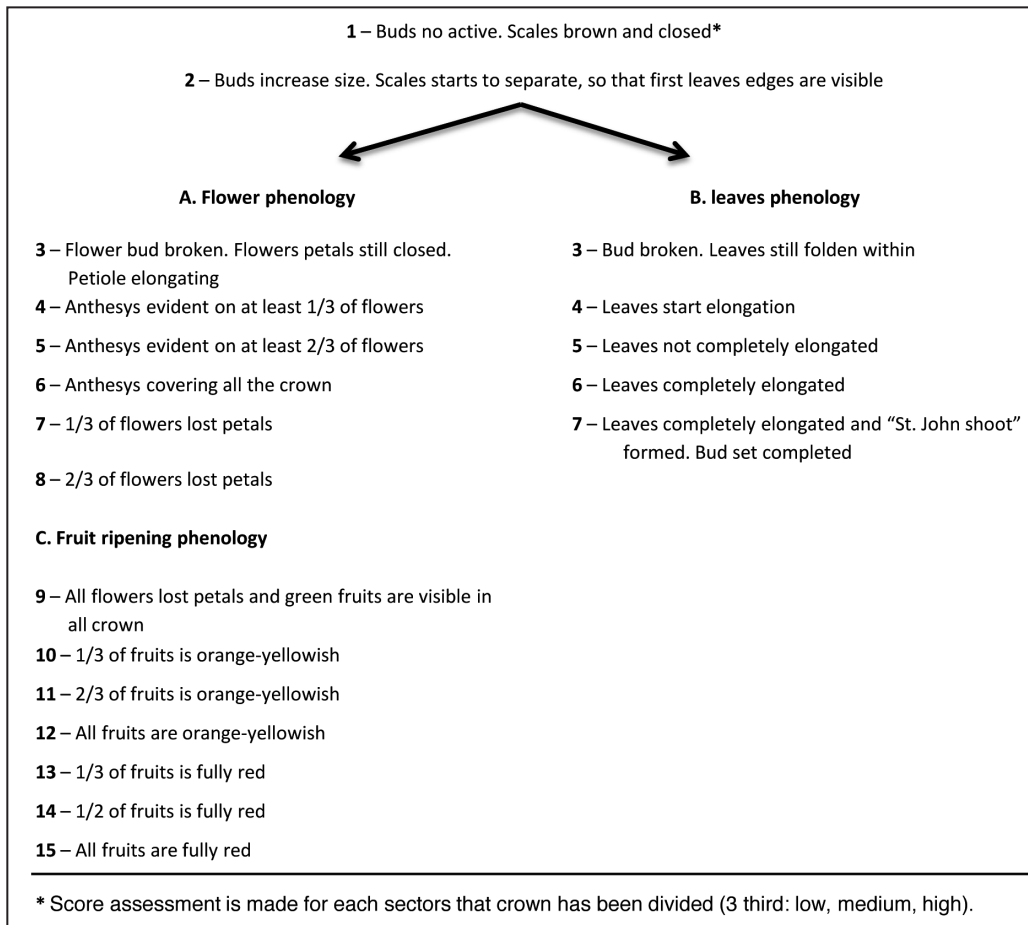 1 – Buds no active. Scales brown and closed*
2 – Buds increase size. Scales starts to separate, so that first leaves edges are visible
A. Flower phenology
3 – Flower bud broken. Flowers petals still closed.
Petiole elongating
4 – Anthesys evident on at least 1/3 of flowers
5 – Anthesys evident on at least 2/3 of flowers
6 – Anthesys covering all the crown
7 – 1/3 of flowers lost petals
8 – 2/3 of flowers lost petals
B. leaves phenology
3 – Bud broken. Leaves still folden within
4 – Leaves start elongation
5 – Leaves not completely elongated
6 – Leaves completely elongated
7 – Leaves completely elongated and “St. John shoot”
formed. Bud set completed
C. Fruit ripening phenology
9 – All flowers lost petals and green fruits are visible in
all crown
10 – 1/3 of fruits is orange-yellowish
11 – 2/3 of fruits is orange-yellowish
12 – All fruits are orange-yellowish
13 – 1/3 of fruits is fully red
14 – 1/2 of fruits is fully red
15 – All fruits are fully red
* Score assessment is made for each sectors that crown has been divided (3 third: low, medium, high).